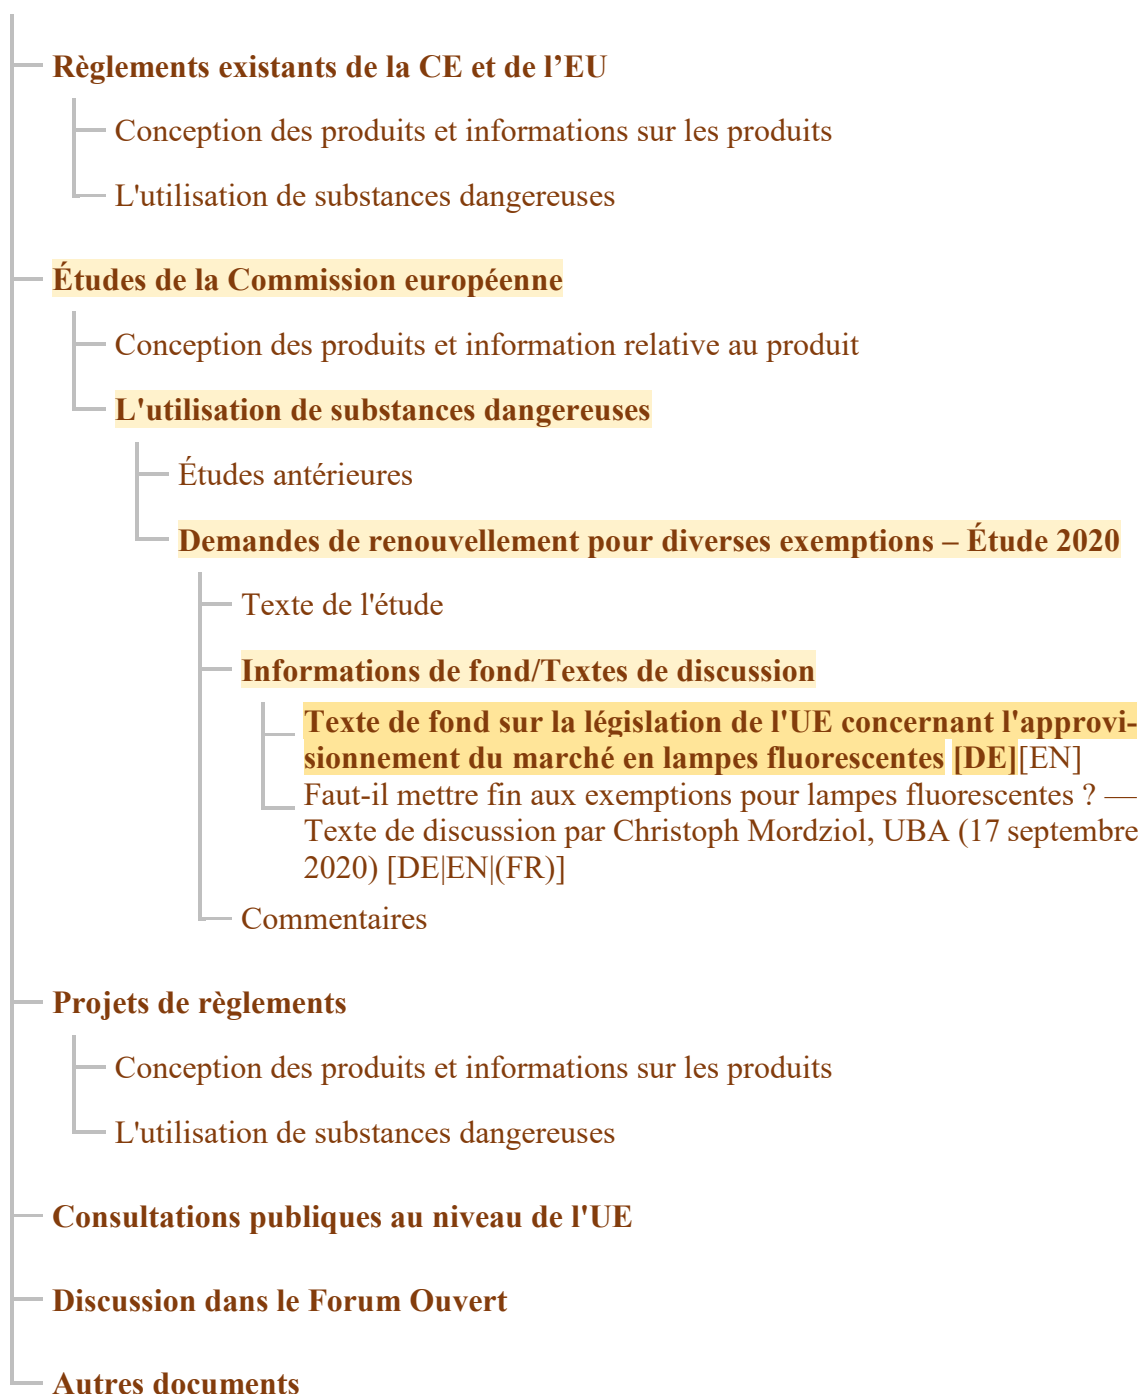 Règlements existants de la CE et de l’EU
Conception des produits et informations sur les produits
L'utilisation de substances dangereuses
Études de la Commission européenne
Conception des produits et information relative au produit
L'utilisation de substances dangereuses
Études antérieures
Demandes de renouvellement pour diverses exemptions – Étude 2020
Texte de l'étude
Informations de fond/Textes de discussion
Texte de fond sur la législation de l'UE concernant l'approvi-
sionnement du marché en lampes fluorescentes [DE][EN]
Faut-il mettre fin aux exemptions pour lampes fluorescentes ? —
Texte de discussion par Christoph Mordziol, UBA (17 septembre
2020) [DE|EN|(FR)]
Commentaires
Projets de règlements
Conception des produits et informations sur les produits
L'utilisation de substances dangereuses
Consultations publiques au niveau de l'UE
Discussion dans le Forum Ouvert
Autres documents